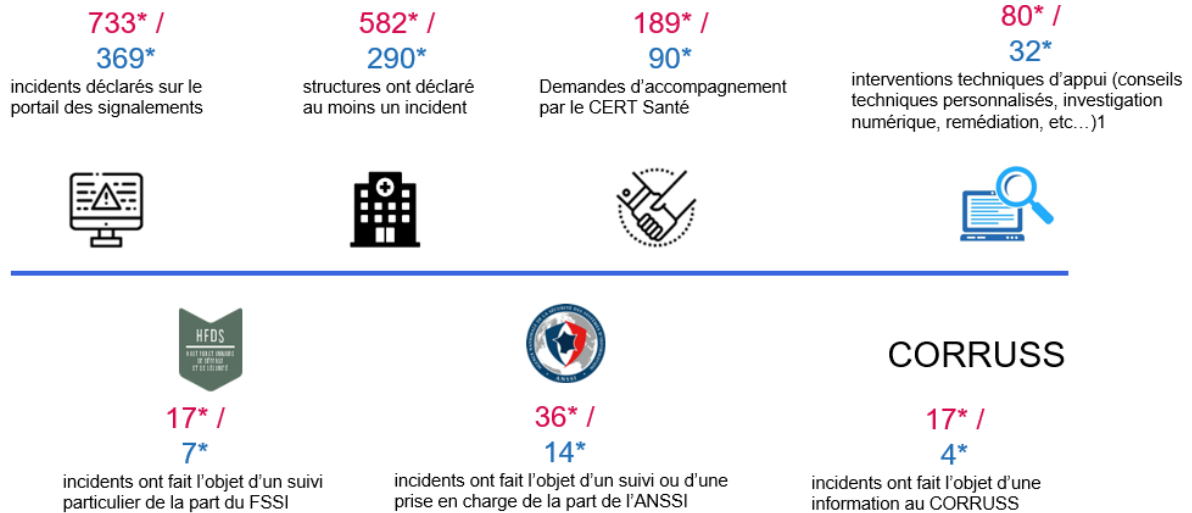 733* /
369*
incidents déclarés sur le
portail des signalements
582* /
290*
structures ont déclaré
au moins un incident
189* /
90*
Demandes d'accompagnement
par le CERT Santé
80* /
32*
interventions techniques d'appui (conseils
techniques personnalisés, investigation
numérique, remédiation, etc…)1
HFDS
ANSSI
CORRUSS
17* /
7*
incidents ont fait l'objet d'un suivi
particulier de la part du FSSI
36* /
14*
incidents ont fait l'objet d'un suivi ou d'une
prise en charge de la part de l'ANSSI
17* /
4*
incidents ont fait l'objet d'une
information au CORRUSS